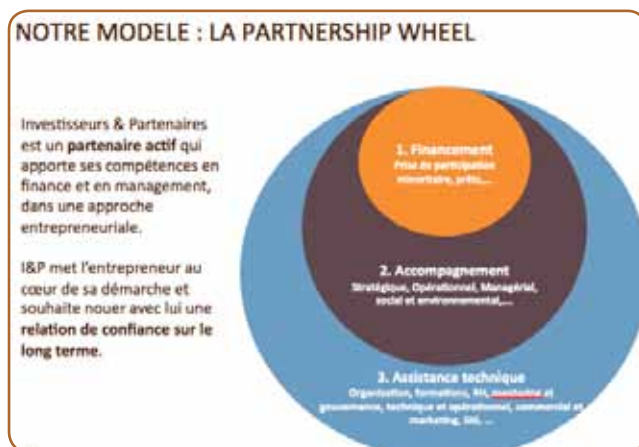 NOTRE MODELE : LA PARTNERSHIP WHEEL
Investisseurs & Partenaires
est un partenaire actif qui
apporte ses compétences en
finance et en management,
dans une approche
entrepreneuriale.
I&P met l'entrepreneur au
cœur de sa démarche et
souhaite nouer avec lui une
relation de confiance sur le
long terme.
1. Financement
Prise de participation
minoritaire, prêts,...
2. Accompagnement
Stratégique, Opérationnel, Managérial,
social et environnemental,...
3. Assistance technique
Organisation, formations, RH, mentoring et
gouvernance, technique et opérationnel, commercial et
marketing, SIG, ...